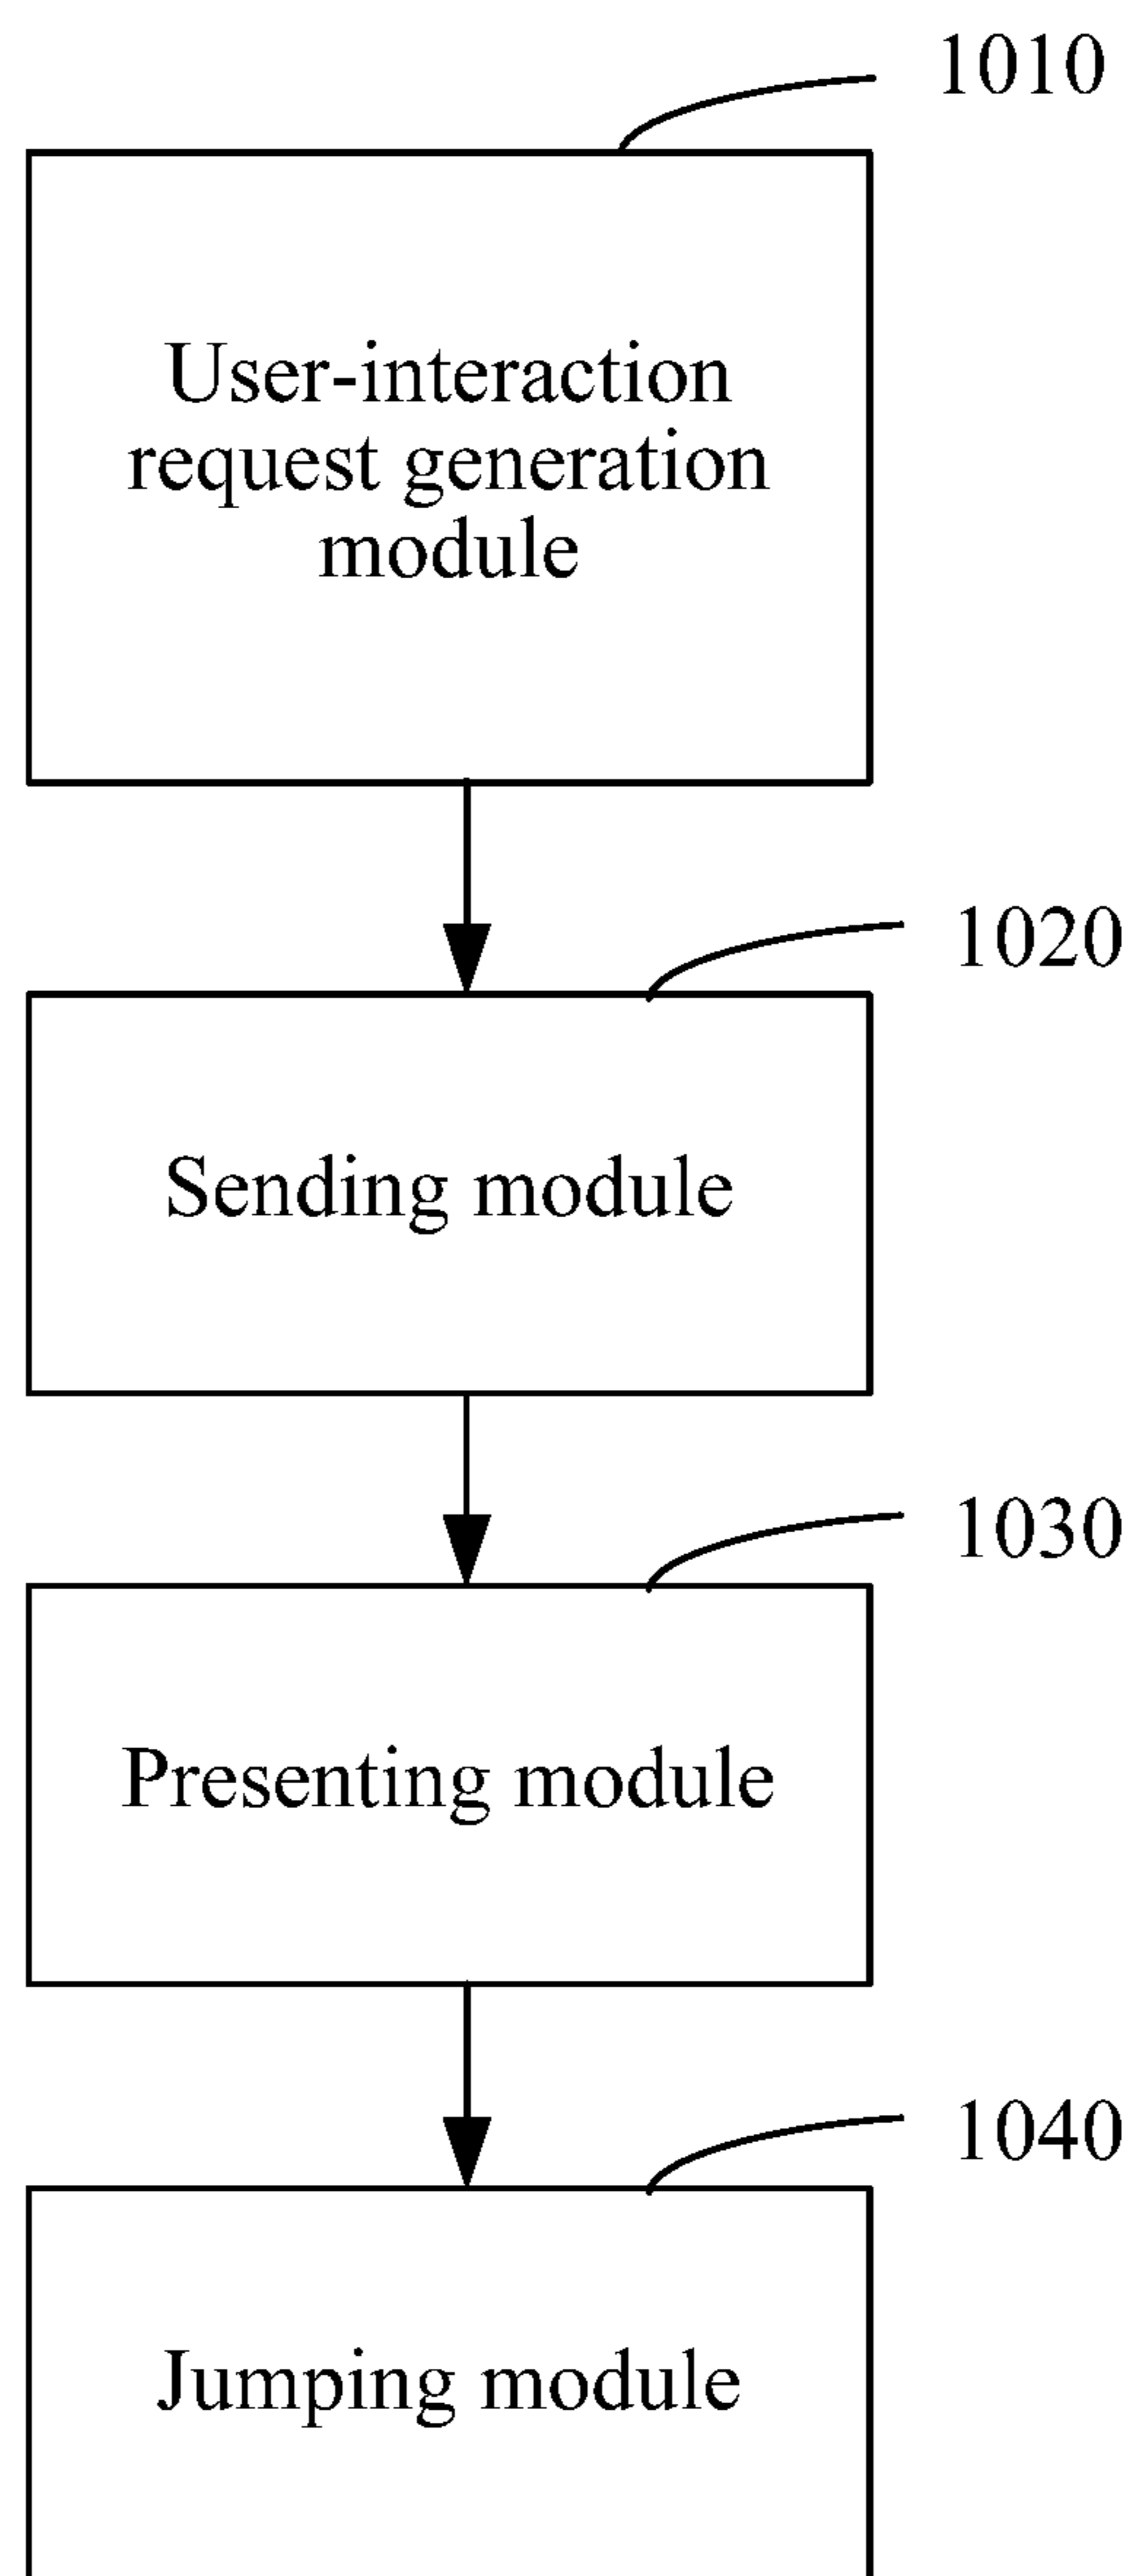 1010
User-interaction
request generation
module
1020
Sending module
1030
Presenting module
1040
Jumping module